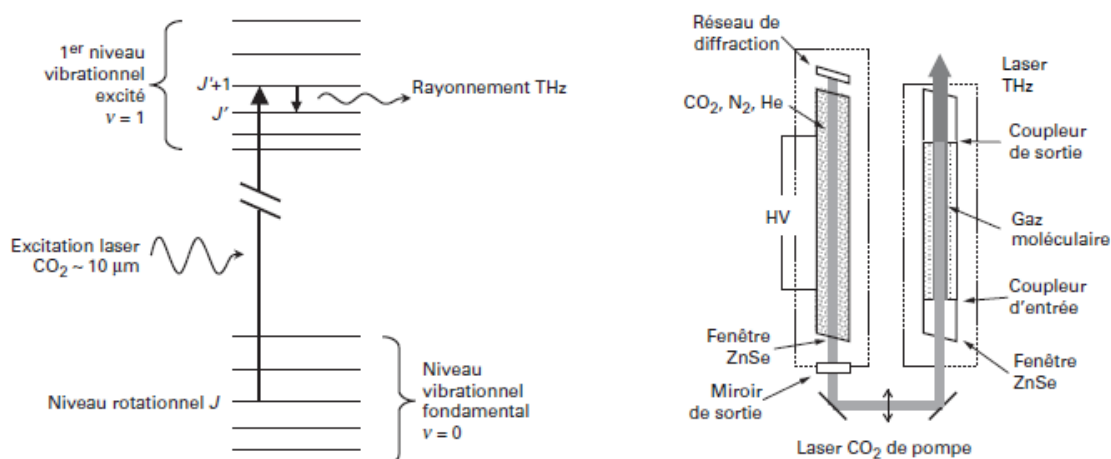 1er niveau
vibrationnel
excité
v = 1
J'+1
J'
Rayonnement THz
Excitation laser
CO2 ~ 10 µm
Niveau rotationnel J
Niveau
vibrationnel
fondamental
v = 0
Réseau de
diffraction
CO2, N2, He
HV
Fenêtre
ZnSe
Miroir
de sortie
Laser CO2 de pompe
Laser
THz
Coupleur
de sortie
Gaz
moléculaire
Coupleur
d'entrée
Fenêtre
ZnSe